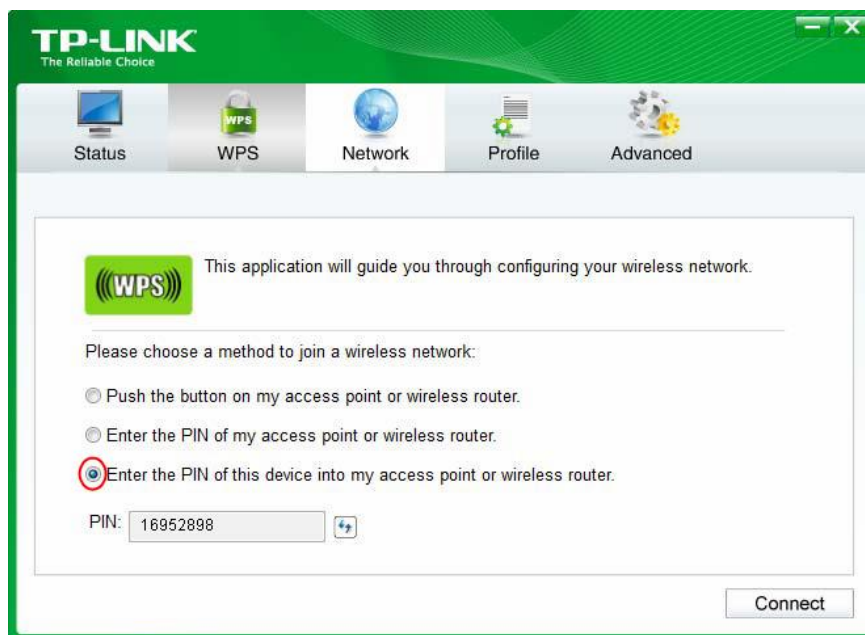 TP-LINK
The Reliable Choice
WPS
Status WPS Network Profile Advanced
WPS
This application will guide you through configuring your wireless network.
Please choose a method to join a wireless network:
Push the button on my access point or wireless router.
Enter the PIN of my access point or wireless router.
Enter the PIN of this device into my access point or wireless router.
PIN: 16952898
Connect